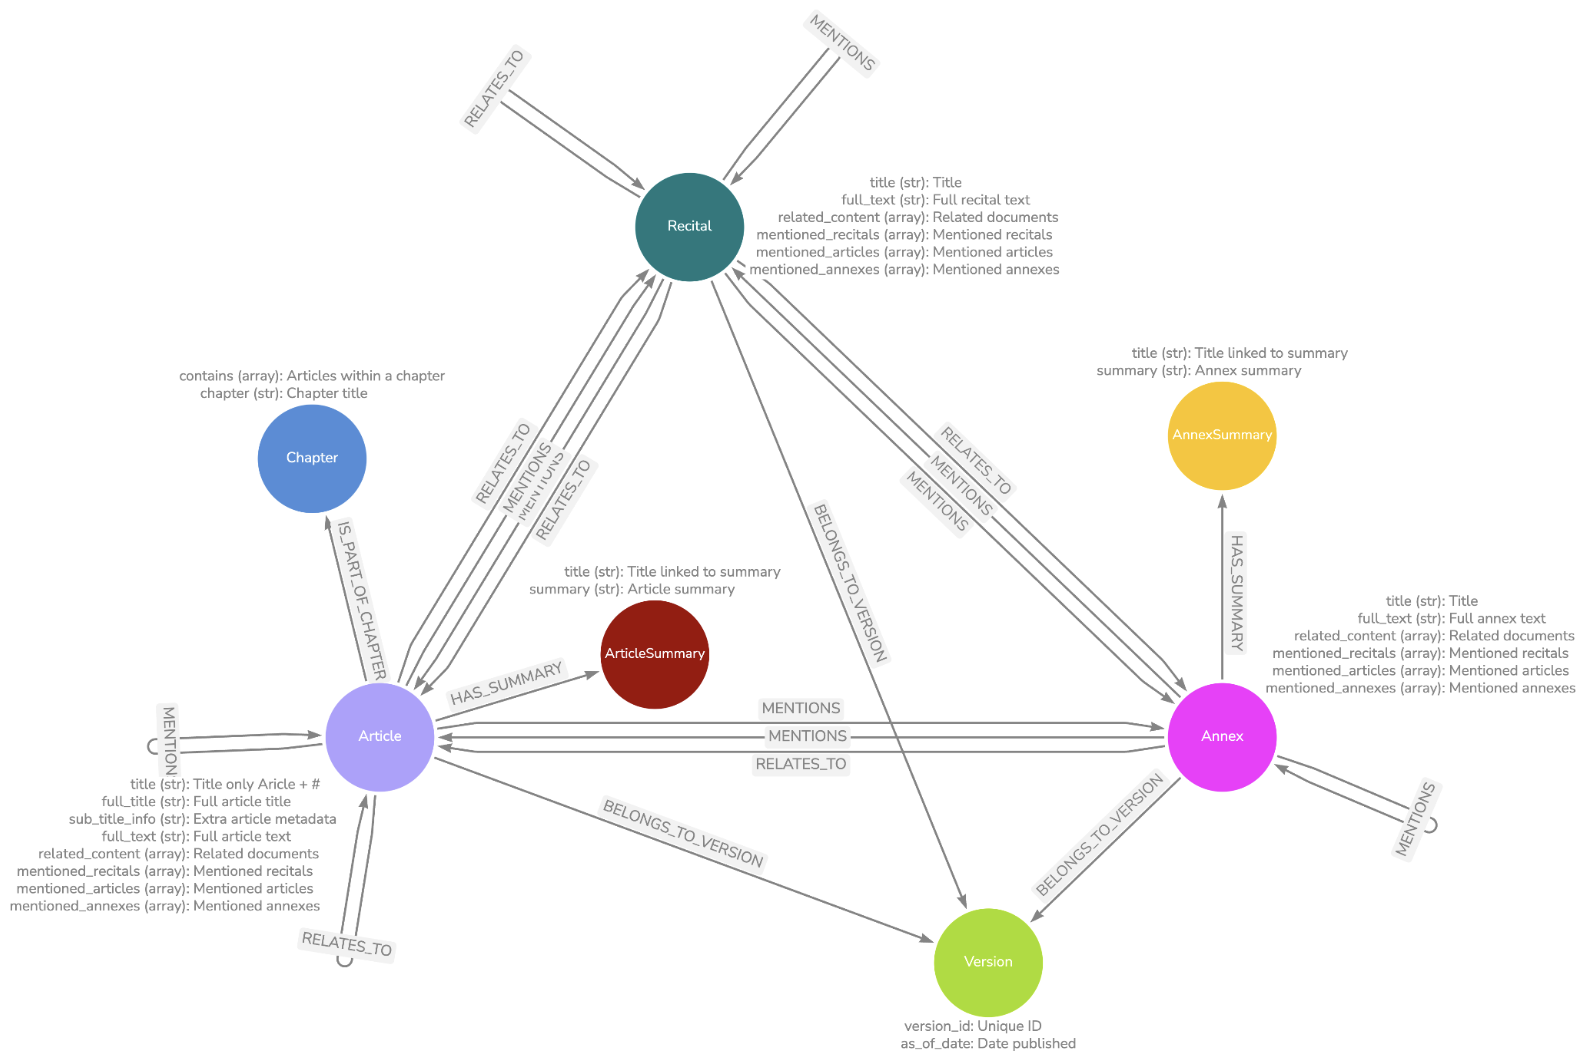 MENTIONS
RELATES_TO
title (str): Title
full_text (str): Full recital text
related_content (array): Related documents
mentioned_recitals (array): Mentioned recitals
mentioned_articles (array): Mentioned articles
mentioned_annexes (array): Mentioned annexes
Recital
title (str): Title linked to summary
summary (str): Annex summary
AnnexSummary
contains (array): Articles within a chapter
chapter (str): Chapter title
Chapter
RELATES_TO
MENTIONS
MENTIONS
RELATES_TO
RELATES_TO
MENTIONS
MENTIONS
IS_PART_OF_CHAPTER
BELONGS_TO_VERSION
HAS_SUMMARY
title (str): Title linked to summary
summary (str): Article summary
ArticleSummary
HAS_SUMMARY
title (str): Title
full_text (str): Full annex text
related_content (array): Related documents
mentioned_recitals (array): Mentioned recitals
mentioned_articles (array): Mentioned articles
mentioned_annexes (array): Mentioned annexes
MENTIONS
MENTIONS
RELATES_TO
Article
Annex
MENTION
title (str): Title only Aricle + #
full_title (str): Full article title
sub_title_info (str): Extra article metadata
full_text (str): Full article text
related_content (array): Related documents
mentioned_recitals (array): Mentioned recitals
mentioned_articles (array): Mentioned articles
mentioned_annexes (array): Mentioned annexes
BELONGS_TO_VERSION
BELONGS_TO_VERSION
MENTIONS
RELATES_TO
Version
version_id: Unique ID
as_of_date: Date published